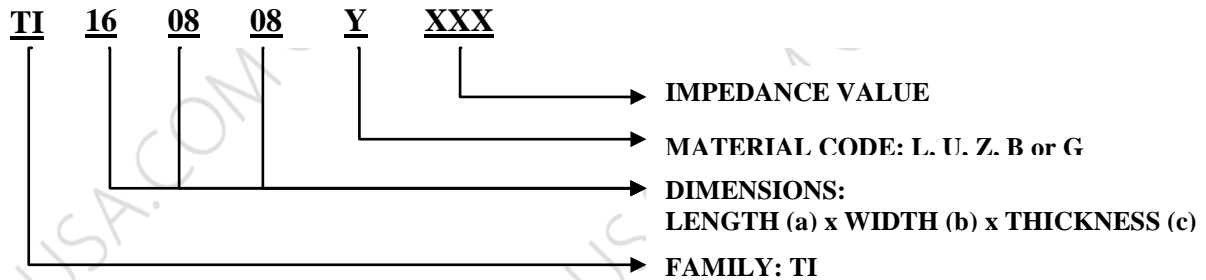 TI 16 08 08 Y XXX
IMPEDANCE VALUE
MATERIAL CODE: L, U, Z, B or G
DIMENSIONS:
LENGTH (a) x WIDTH (b) x THICKNESS (c)
FAMILY: TI